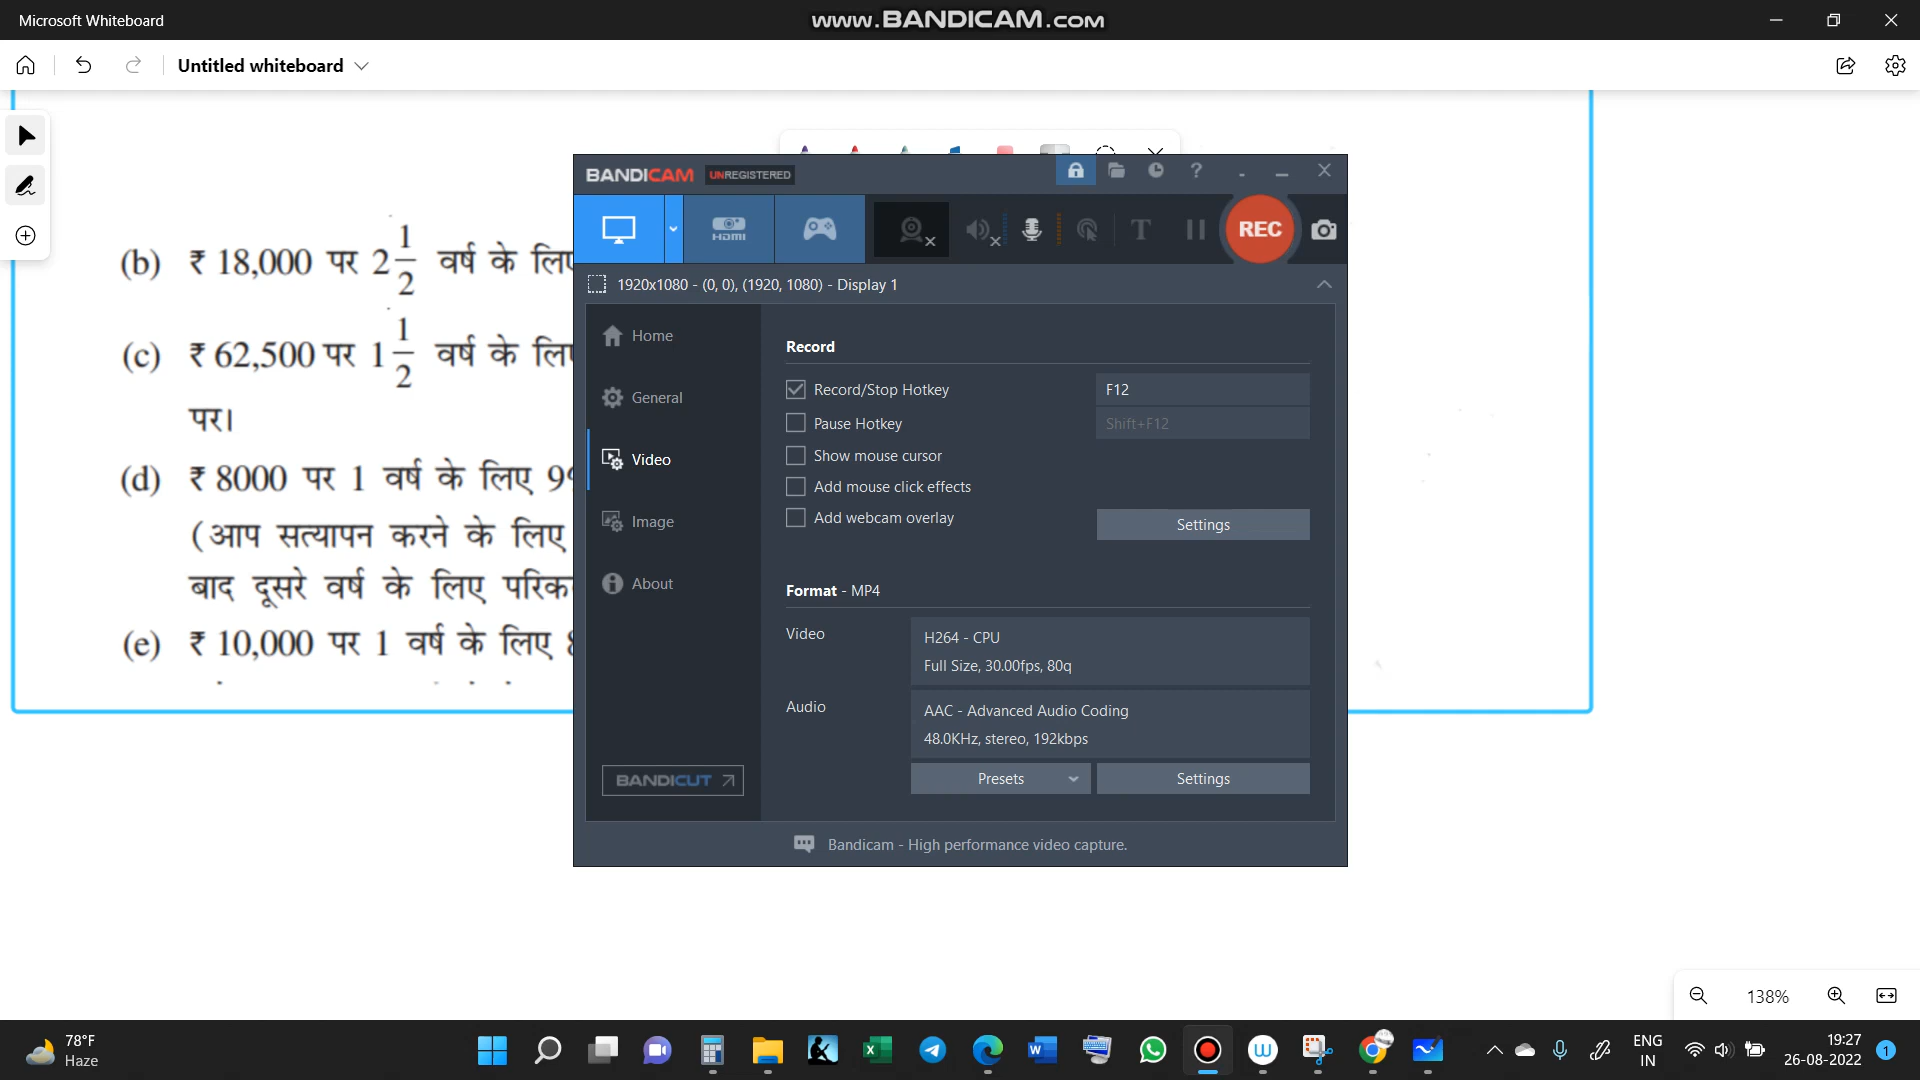 Microsoft Whiteboard
www.BANDICAM.com
Untitled whiteboard
(b) ₹ 18,000 पर 2 1/2 वर्ष के
(c) ₹ 62,500 पर 1 1/2 वर्ष के
पर।
(d) ₹ 8000 पर 1 वर्ष के लिए
(आप सत्यापन करने के लिए
बाद दूसरे वर्ष के लिए
(e) ₹ 10,000 पर 1 वर्ष के लिए
BANDICAM UNREGISTERED
HDMI
REC
1920x1080 - (0, 0), (1920, 1080) - Display 1
Home
General
Video
Image
About
BANDICUT
Record
Record/Stop Hotkey F12
Pause Hotkey Shift+F12
Show mouse cursor
Add mouse click effects
Add webcam overlay
Settings
Format - MP4
Video H264 - CPU
Full Size, 30.00fps, 80q
Audio AAC - Advanced Audio Coding
48.0KHz, stereo, 192kbps
Presets Settings
Bandicam - High performance video capture.
138%
78°F
Haze
ENG
IN
19:27
26-08-2022
1